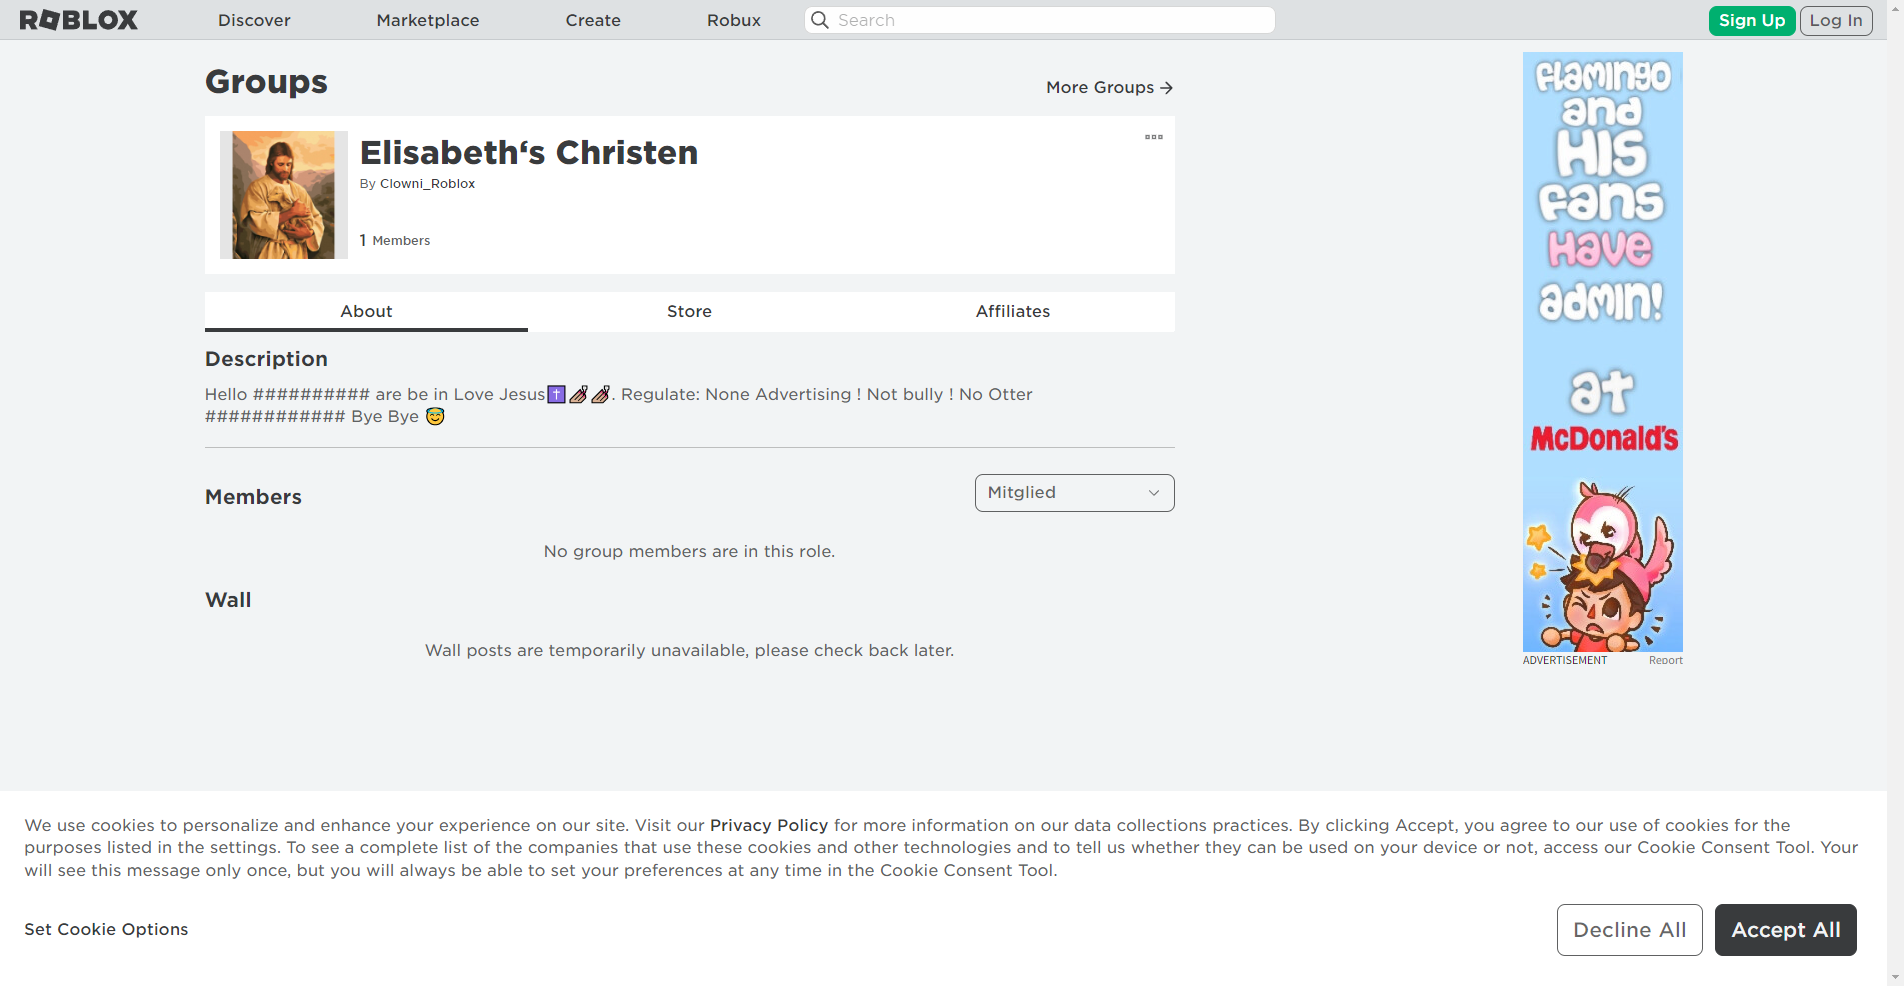 ROBLOX
Discover
Marketplace
Create
Robux
Search
Sign Up
Log In
Groups
More Groups →
Elisabeth‘s Christen
By Clowni_Roblox
1 Members
About
Store
Affiliates
Description
Hello ########## are be in Love Jesus✝️💅🏽💅🏽. Regulate: None Advertising ! Not bully ! No Otter
############ Bye Bye 😇
Members
Mitglied
No group members are in this role.
Wall
Wall posts are temporarily unavailable, please check back later.
flamingo
and
His
fans
Have
admin!
at
McDonald's
ADVERTISEMENT
Report
We use cookies to personalize and enhance your experience on our site. Visit our Privacy Policy for more information on our data collections practices. By clicking Accept, you agree to our use of cookies for the
purposes listed in the settings. To see a complete list of the companies that use these cookies and other technologies and to tell us whether they can be used on your device or not, access our Cookie Consent Tool. Your
will see this message only once, but you will always be able to set your preferences at any time in the Cookie Consent Tool.
Set Cookie Options
Decline All
Accept All